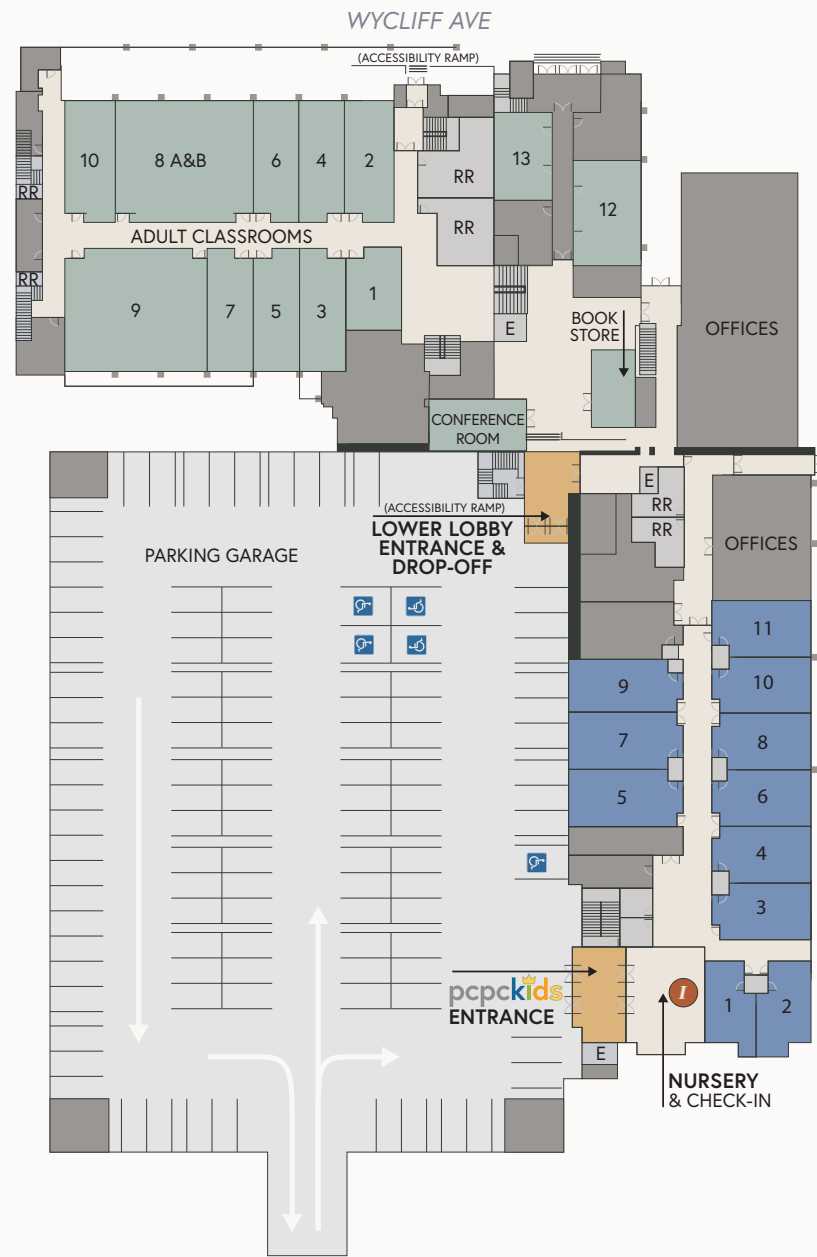 WYCLIFF AVE
(ACCESSIBILITY RAMP)
10
8 A&B
6
4
2
RR
13
RR
12
RR
ADULT CLASSROOMS
RR
9
7
5
3
1
E
BOOK
STORE
OFFICES
CONFERENCE
ROOM
E
RR
RR
(ACCESSIBILITY RAMP)
LOWER LOBBY
ENTRANCE &
DROP-OFF
PARKING GARAGE
OFFICES
11
9
10
7
8
5
6
4
3
pcpckids
ENTRANCE
I
1
2
E
NURSERY
& CHECK-IN